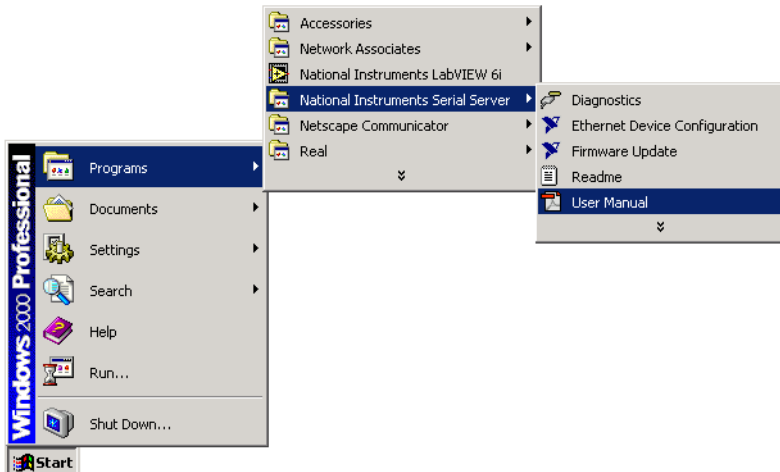 Windows 2000 Professional
Programs
Documents
Settings
Search
Help
Run...
Shut Down...
Start
Accessories
Network Associates
National Instruments LabVIEW 6i
National Instruments Serial Server
Netscape Communicator
Real
Diagnostics
Ethernet Device Configuration
Firmware Update
Readme
User Manual